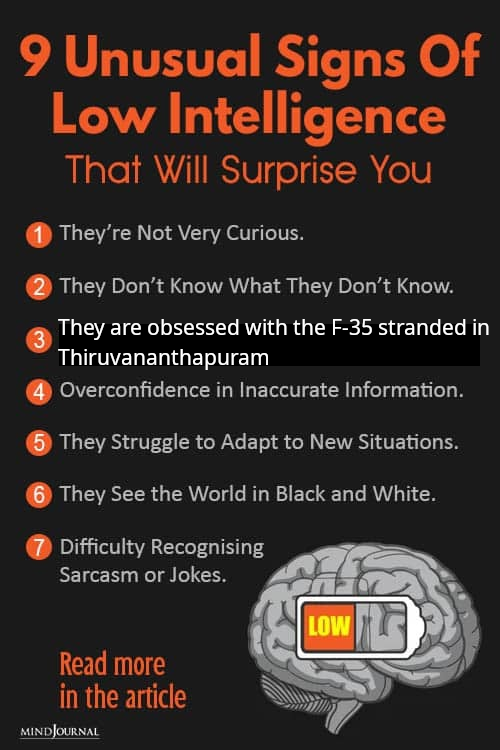 9 Unusual Signs Of
Low Intelligence
That Will Surprise You
1 They’re Not Very Curious.
2 They Don’t Know What They Don’t Know.
3 They are obsessed with the F-35 stranded in
Thiruvananthapuram
4 Overconfidence in Inaccurate Information.
5 They Struggle to Adapt to New Situations.
6 They See the World in Black and White.
7 Difficulty Recognising
Sarcasm or Jokes.
LOW
Read more
in the article
MINDJOURNAL